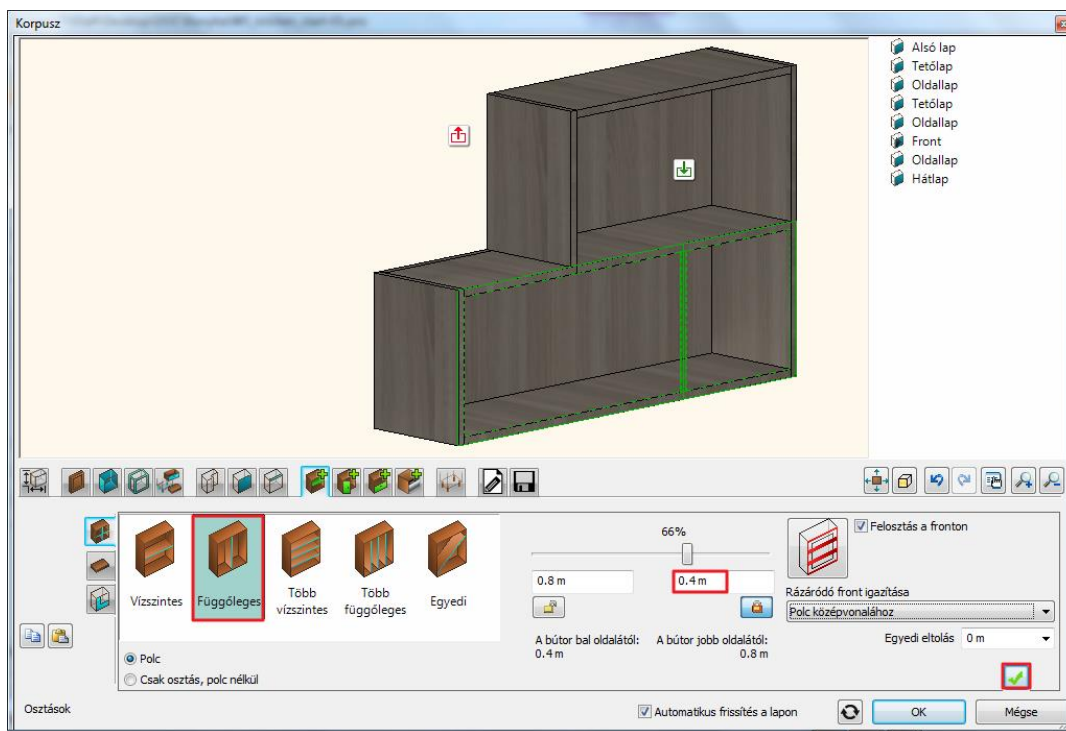 Korpusz
Alsó lap
Tetőlap
Oldallap
Tetőlap
Oldallap
Front
Oldallap
Hátlap
Vízszintes
Függőleges
Több
vízszintes
Több
függőleges
Egyedi
Polc
Csak osztás, polc nélkül
66%
0.8 m
0.4 m
A bútor bal oldalától:
0.4 m
A bútor jobb oldalától:
0.8 m
Felosztás a fronton
Rázáródó front igazítása
Polc középvonalához
Egyedi eltolás
0 m
Osztások
Automatikus frissítés a lapon
OK
Mégse